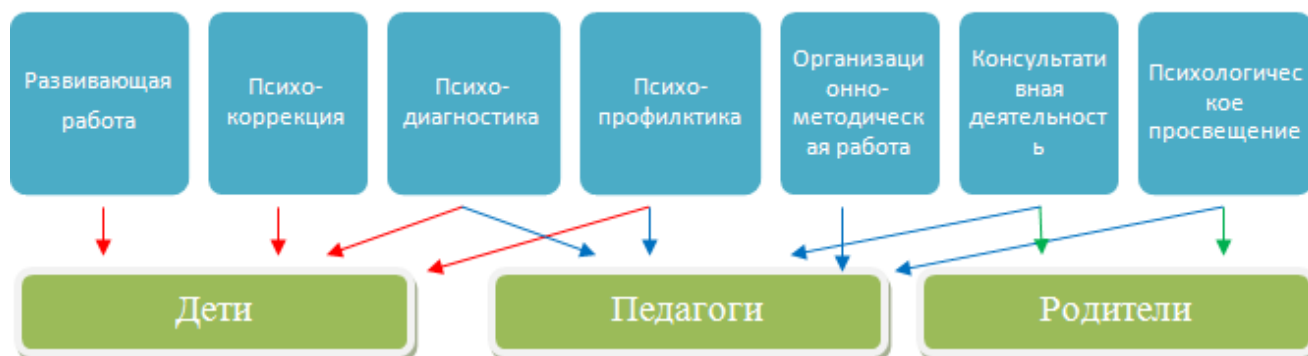 Развивающая
работа
Психо-
коррекция
Психо-
диагностика
Психо-
профилктика
Организаци
онно-
методическ
ая работа
Консультати
вная
деятельност
ь
Психологичес
кое
просвещение
Дети
Педагоги
Родители